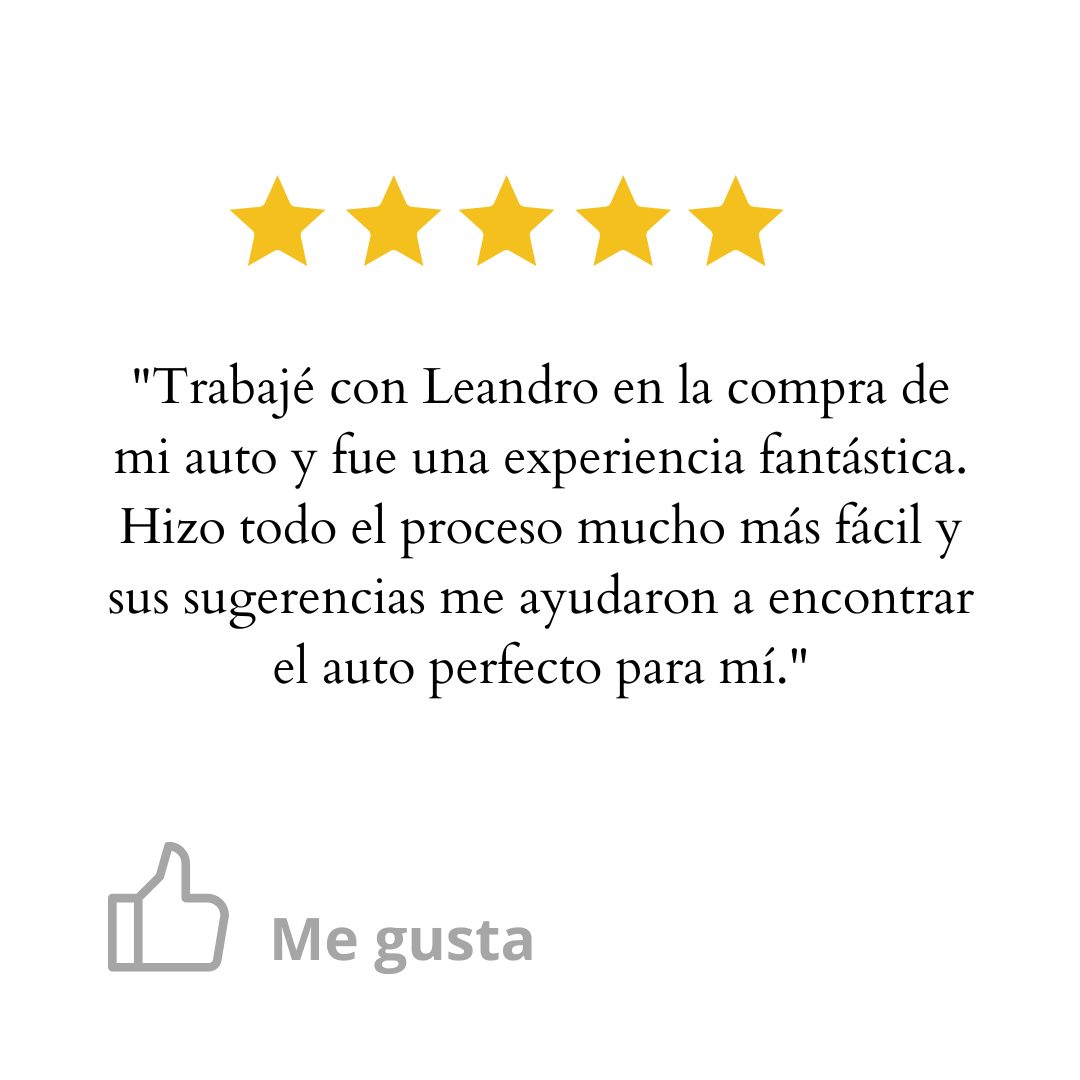 "Trabajé con Leandro en la compra de
mi auto y fue una experiencia fantástica.
Hizo todo el proceso mucho más fácil y
sus sugerencias me ayudaron a encontrar
el auto perfecto para mí."
Me gusta